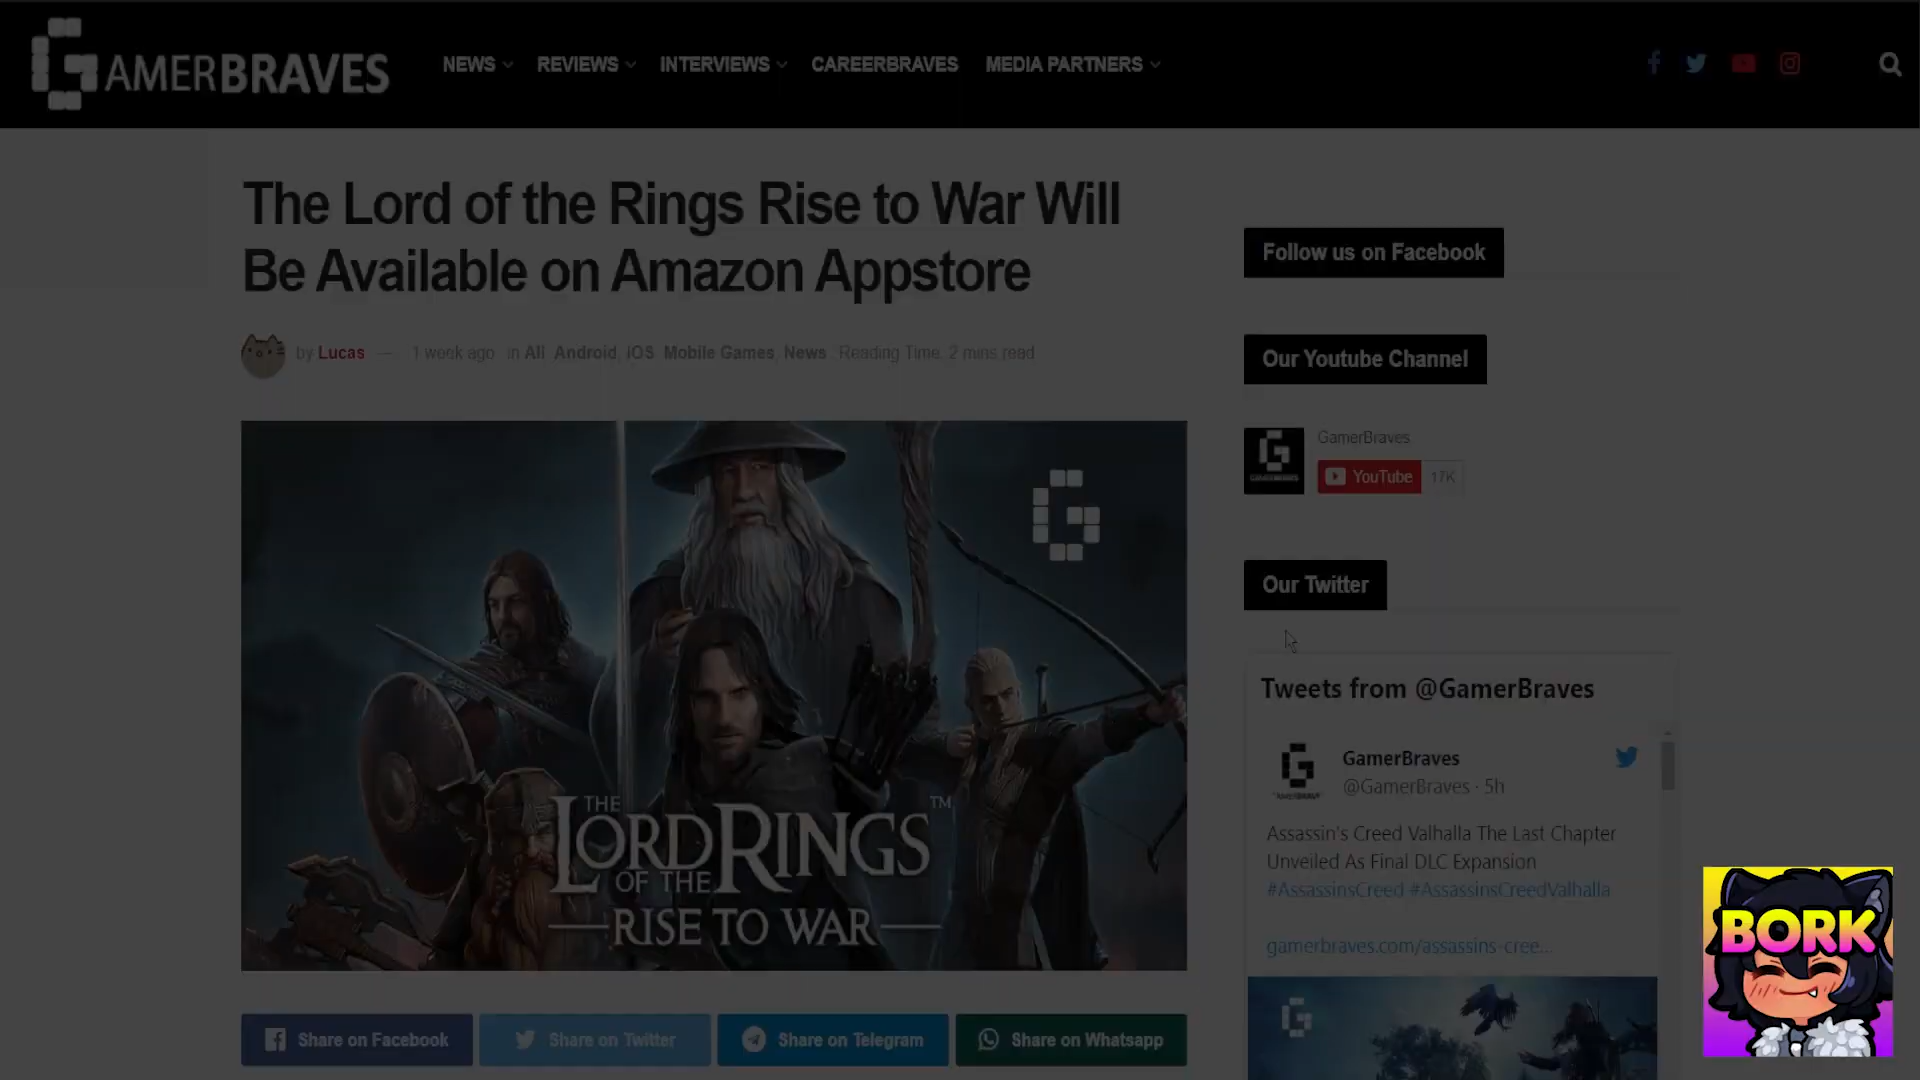 GAMERBRAVES
NEWS REVIEWS INTERVIEWS CAREERBRAVES MEDIA PARTNERS
The Lord of the Rings Rise to War Will
Be Available on Amazon Appstore
by Lucas — 1 week ago in All, Android, iOS, Mobile Games, News Reading Time: 2 mins read
THE LORD OF THE RINGS™
RISE TO WAR
Share on Facebook
Share on Twitter
Share on Telegram
Share on Whatsapp
Follow us on Facebook
Our Youtube Channel
GamerBraves
YouTube 17K
Our Twitter
Tweets from @GamerBraves
GamerBraves
@GamerBraves · 5h
Assassin's Creed Valhalla The Last Chapter
Unveiled As Final DLC Expansion
#AssassinsCreed #AssassinsCreedValhalla
gamerbraves.com/assassins-cree...
BORK